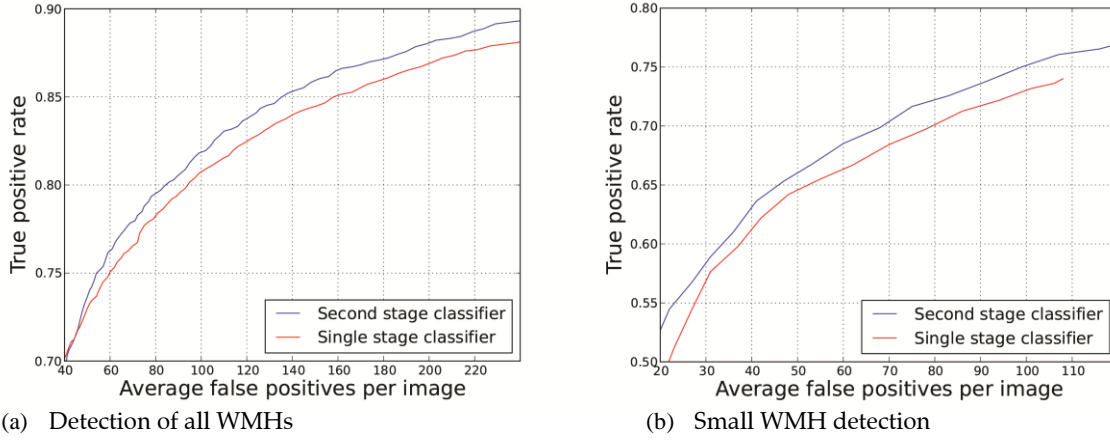 0.90
0.85
0.80
0.75
0.70
True positive rate
40 60 80 100 120 140 160 180 200 220
Average false positives per image
Second stage classifier
Single stage classifier
(a) Detection of all WMHs
0.80
0.75
0.70
0.65
0.60
0.55
0.50
True positive rate
20 30 40 50 60 70 80 90 100 110
Average false positives per image
Second stage classifier
Single stage classifier
(b) Small WMH detection